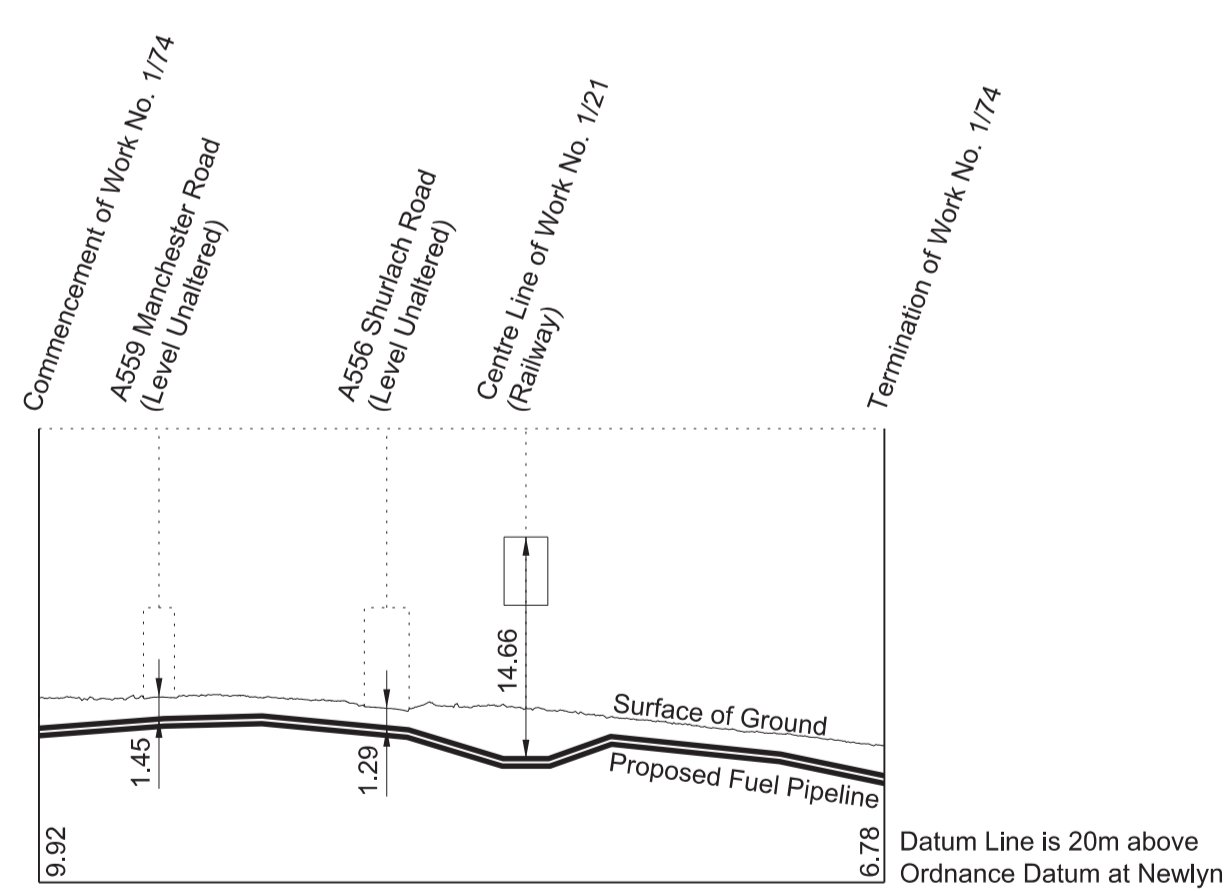 Commencement of Work No. 1/74
A559 Manchester Road
(Level Unaltered)
A556 Shurlach Road
(Level Unaltered)
Centre Line of Work No. 1/21
(Railway)
Termination of Work No. 1/74
14.66
Surface of Ground
1.45
1.29
Proposed Fuel Pipeline
9.92
6.78
Datum Line is 20m above
Ordnance Datum at Newlyn